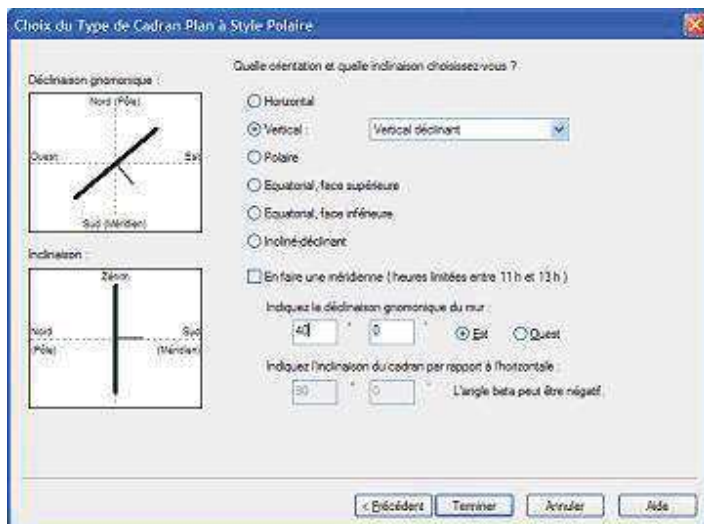 Choix du Type de Cadran Plan à Style Polaire
Quelle orientation et quelle inclinaison choisissez-vous ?
Déclinaison gnomonique :
Nord (Pôle)
Ouest
Est
Sud (Méridien)
Inclinaison :
Zénith
Nord
(Pôle)
Sud
(Méridien)
Horizontal
Vertical :
Vertical déclinant
Polaire
Equatorial, face supérieure
Equatorial, face inférieure
Incliné-déclinant
En faire une méridienne (heures limitées entre 11 h et 13 h)
Indiquez la déclinaison gnomonique du mur :
40 ° 0 ' Est Ouest
Indiquez l'inclinaison du cadran par rapport à l'horizontale :
90 ° 0 ' L'angle beta peut être négatif.
< Précédent Terminer Annuler Aide